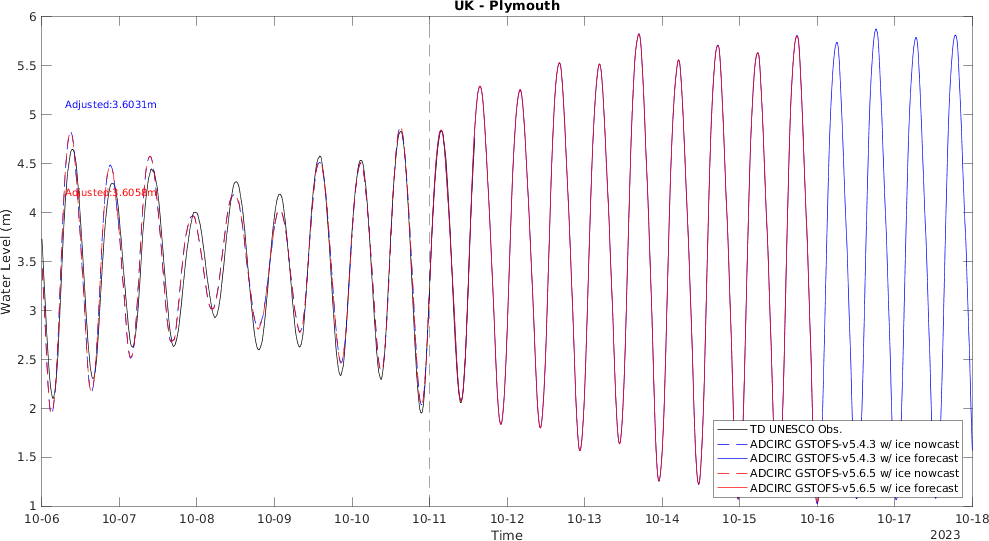 UK - Plymouth
6
5.5
5
4.5
4
3.5
3
2.5
2
1.5
1
Water Level (m)
Adjusted:3.6031m
Adjusted:3.6058m
TD UNESCO Obs.
ADCIRC GSTOFS-v5.4.3 w/ ice nowcast
ADCIRC GSTOFS-v5.4.3 w/ ice forecast
ADCIRC GSTOFS-v5.6.5 w/ ice nowcast
ADCIRC GSTOFS-v5.6.5 w/ ice forecast
10-06 10-07 10-08 10-09 10-10 10-11 10-12 10-13 10-14 10-15 10-16 10-17 10-18
Time
2023